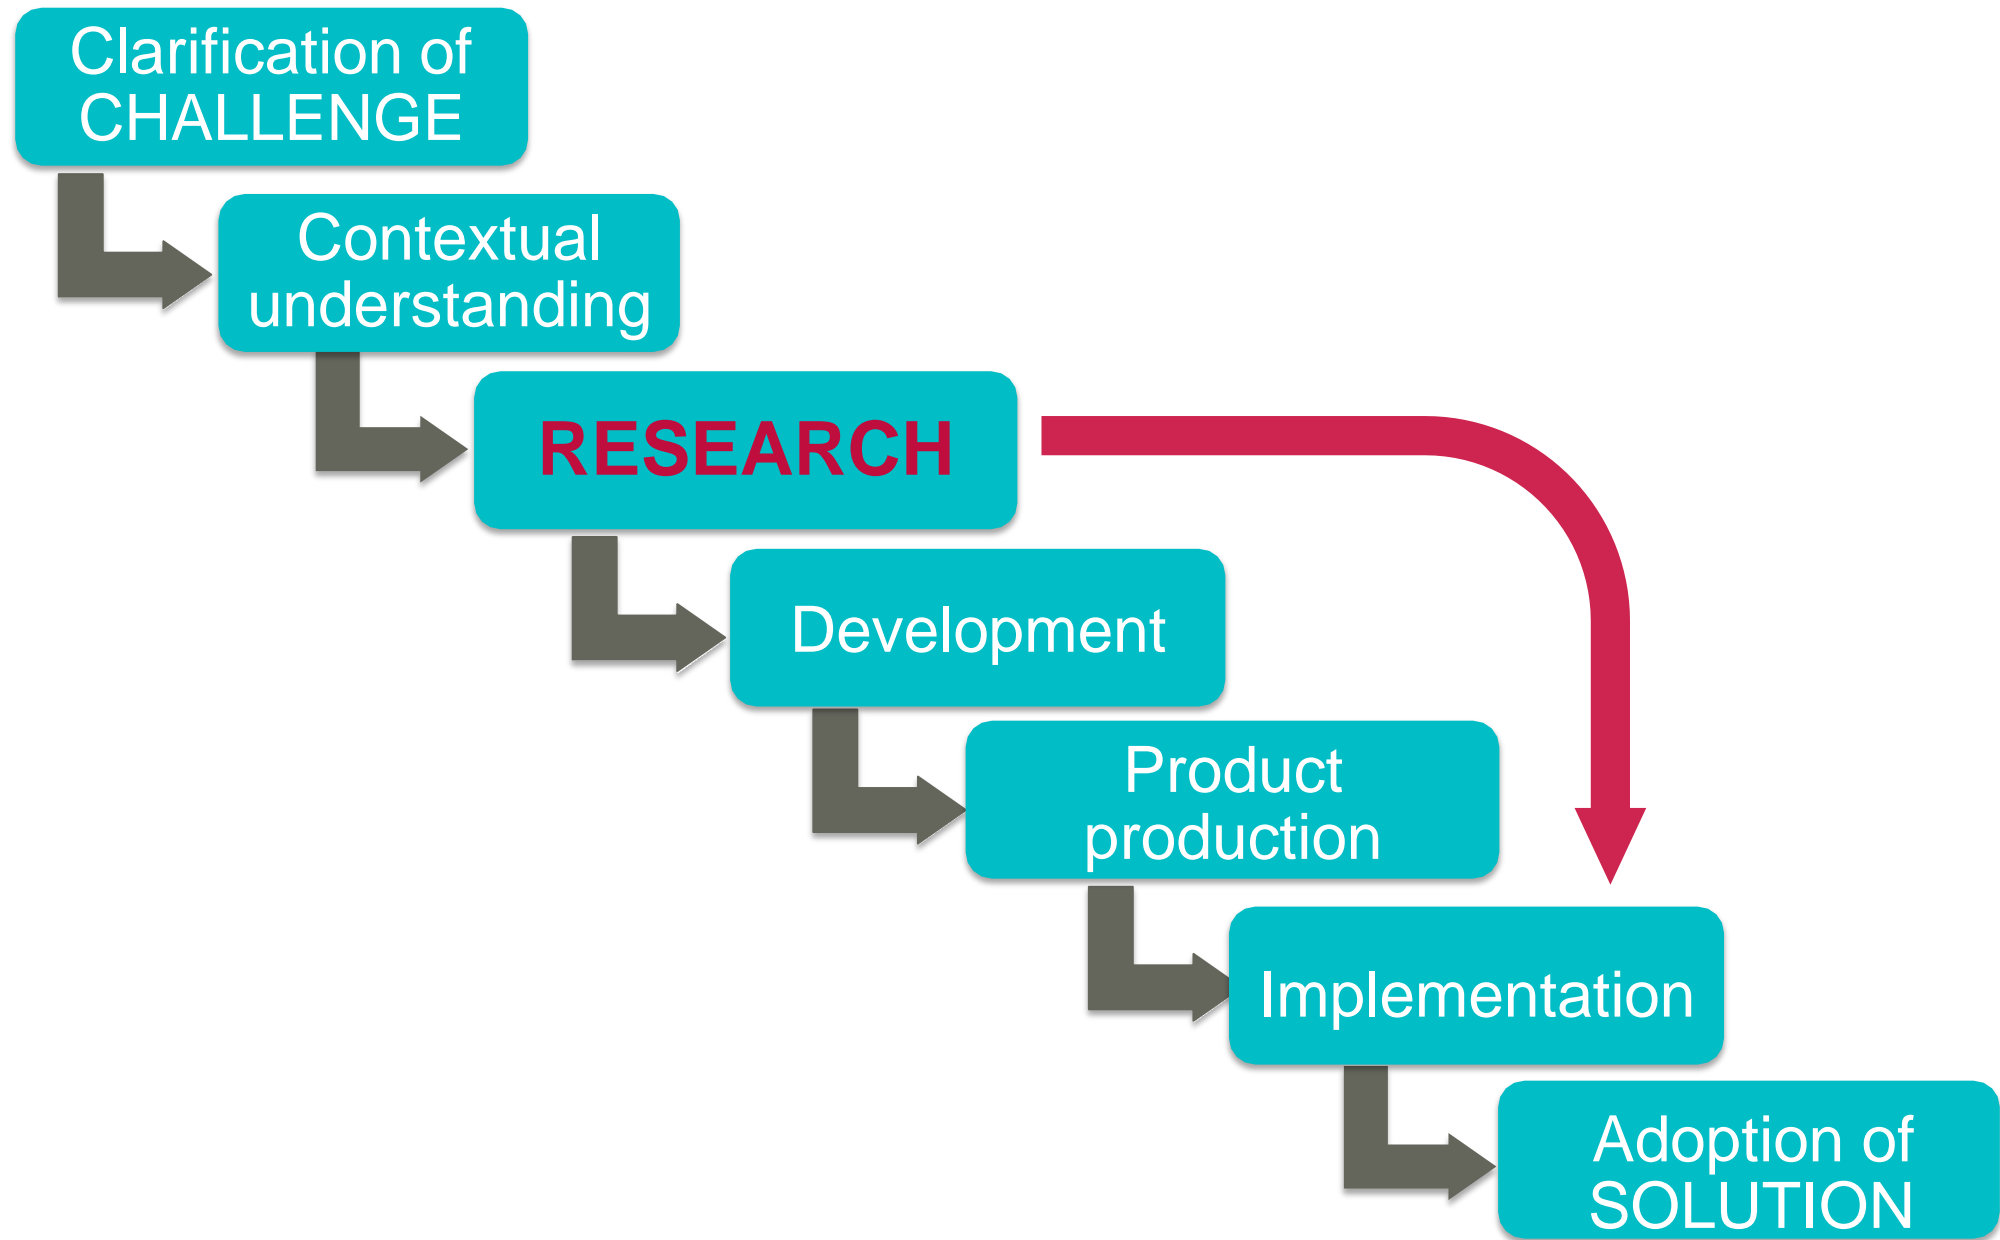 Clarification of
CHALLENGE
Contextual
understanding
RESEARCH
Development
Product
production
Implementation
Adoption of
SOLUTION